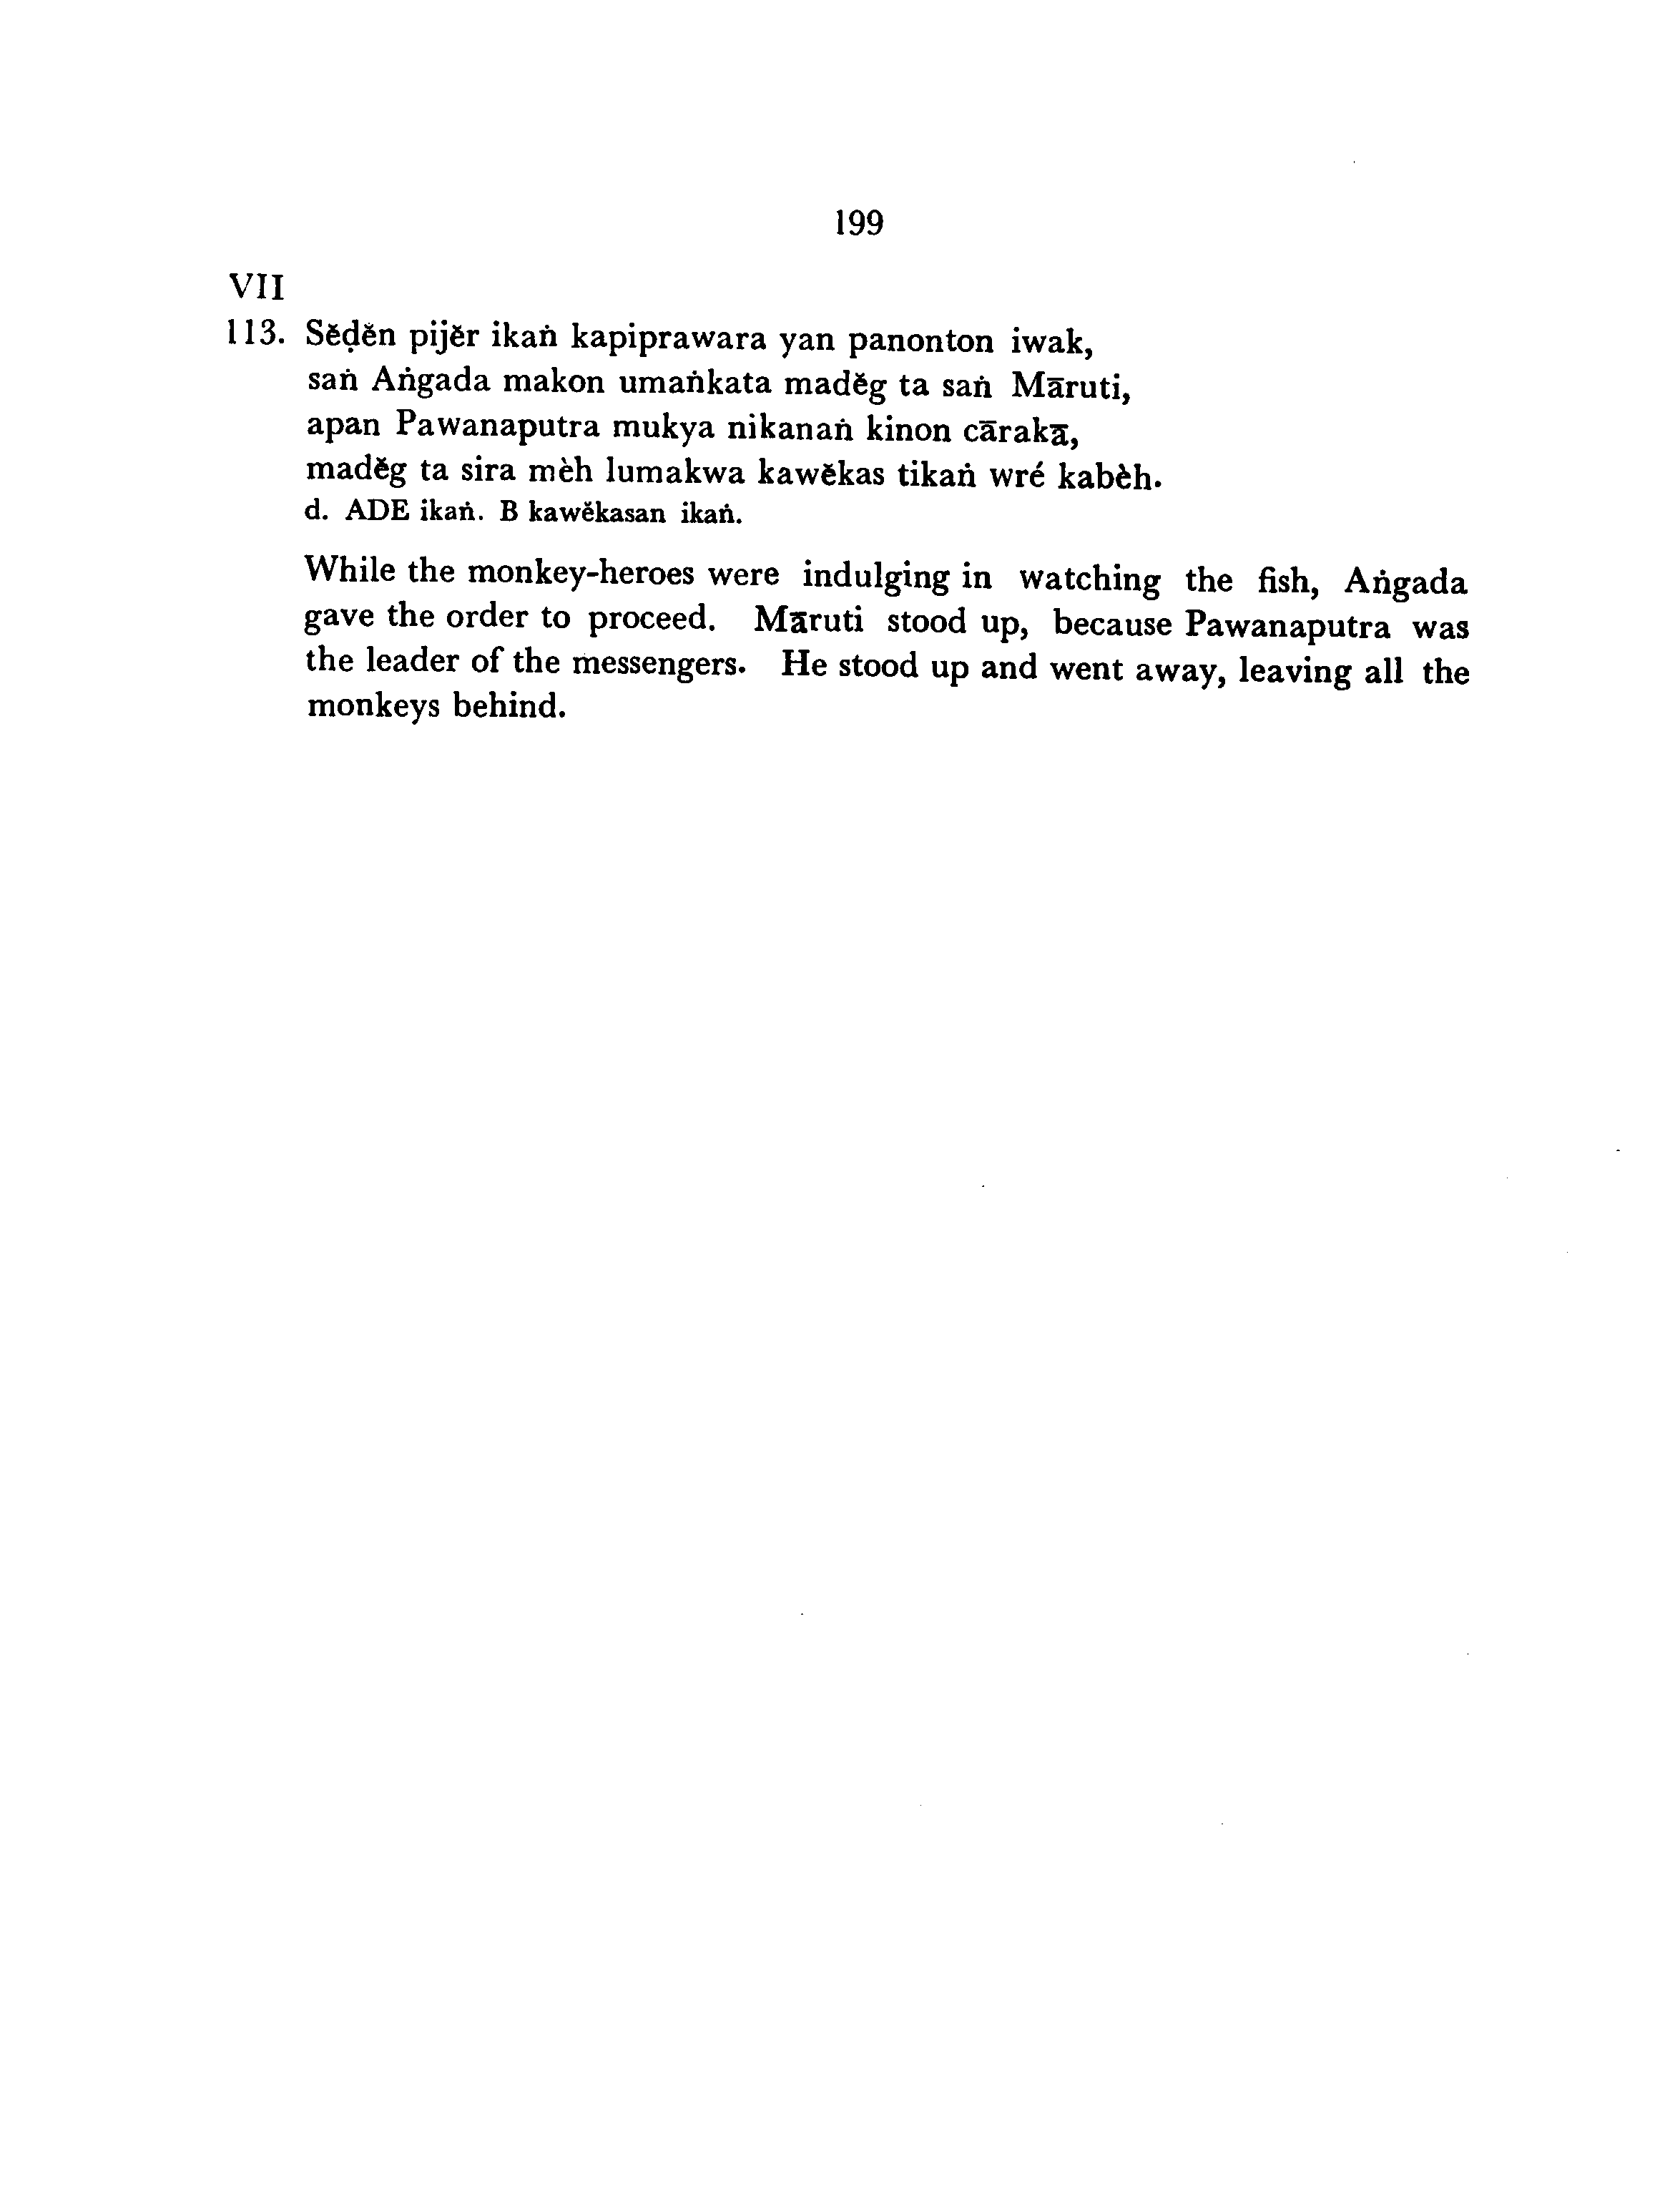 199
VII
113. Sĕḍĕn pijĕr ikaṅ kapiprawara yan panonton iwak,
saṅ Aṅgada makon umaṅkata madĕg ta saṅ Māruti,
apan Pawanaputra mukya nikanaṅ kinon cārakā,
madĕg ta sira mèh lumakwa kawĕkas tikaṅ wré kabèh.
d. ADE ikaṅ. B kawĕkasan ikaṅ.
While the monkey-heroes were indulging in watching the fish, Aṅgada
gave the order to proceed. Māruti stood up, because Pawanaputra was
the leader of the messengers. He stood up and went away, leaving all the
monkeys behind.